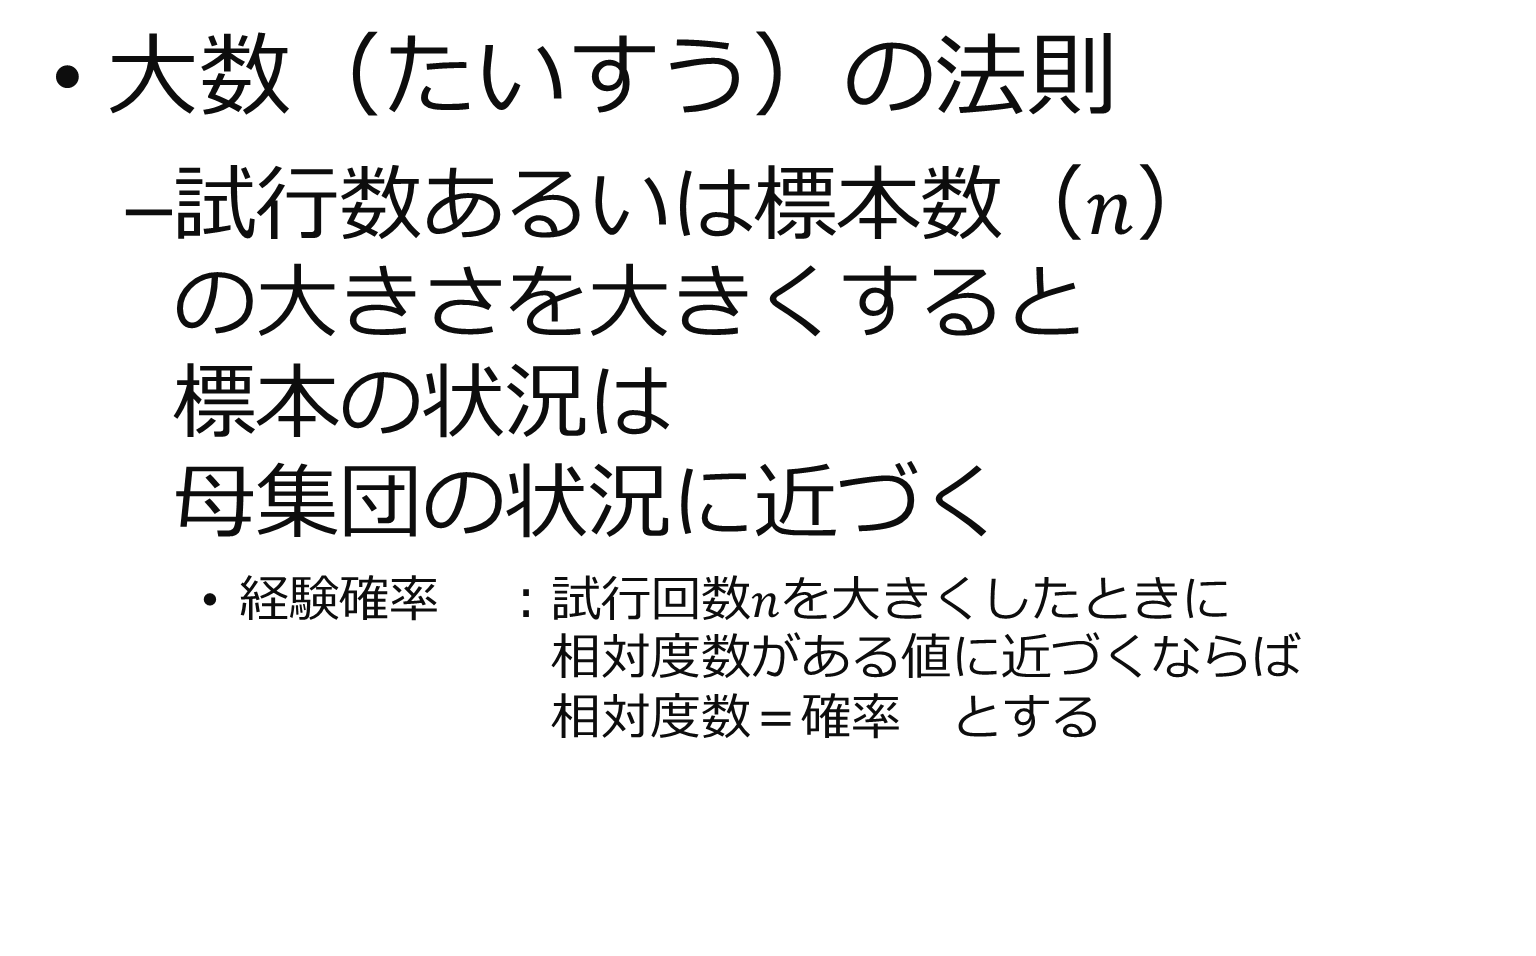 • 大数（たいすう）の法則
–試行数あるいは標本数（n）
の大きさを大きくすると
標本の状況は
母集団の状況に近づく
• 経験確率　：試行回数nを大きくしたときに
相対度数がある値に近づくならば
相対度数＝確率　とする